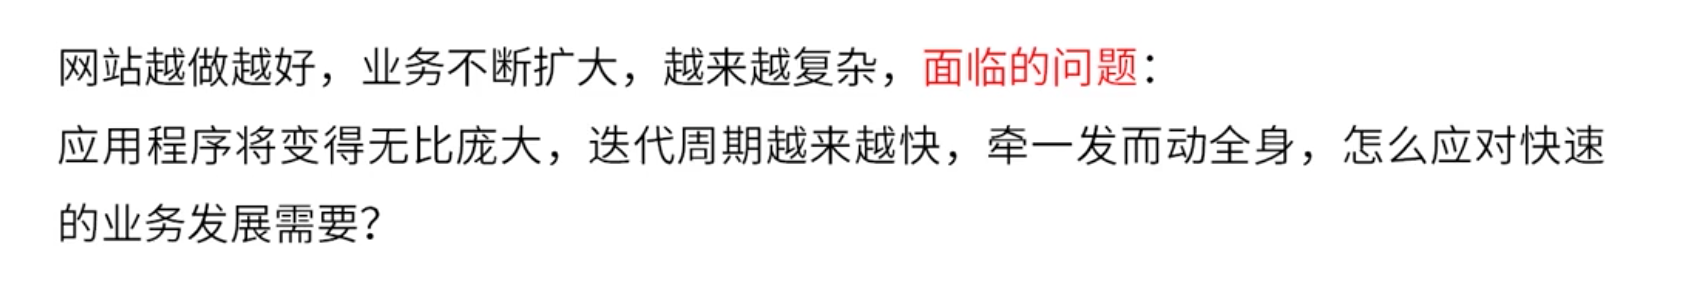 网站越做越好，业务不断扩大，越来越复杂，面临的问题：
应用程序将变得无比庞大，迭代周期越来越快，牵一发而动全身，怎么应对快速
的业务发展需要？